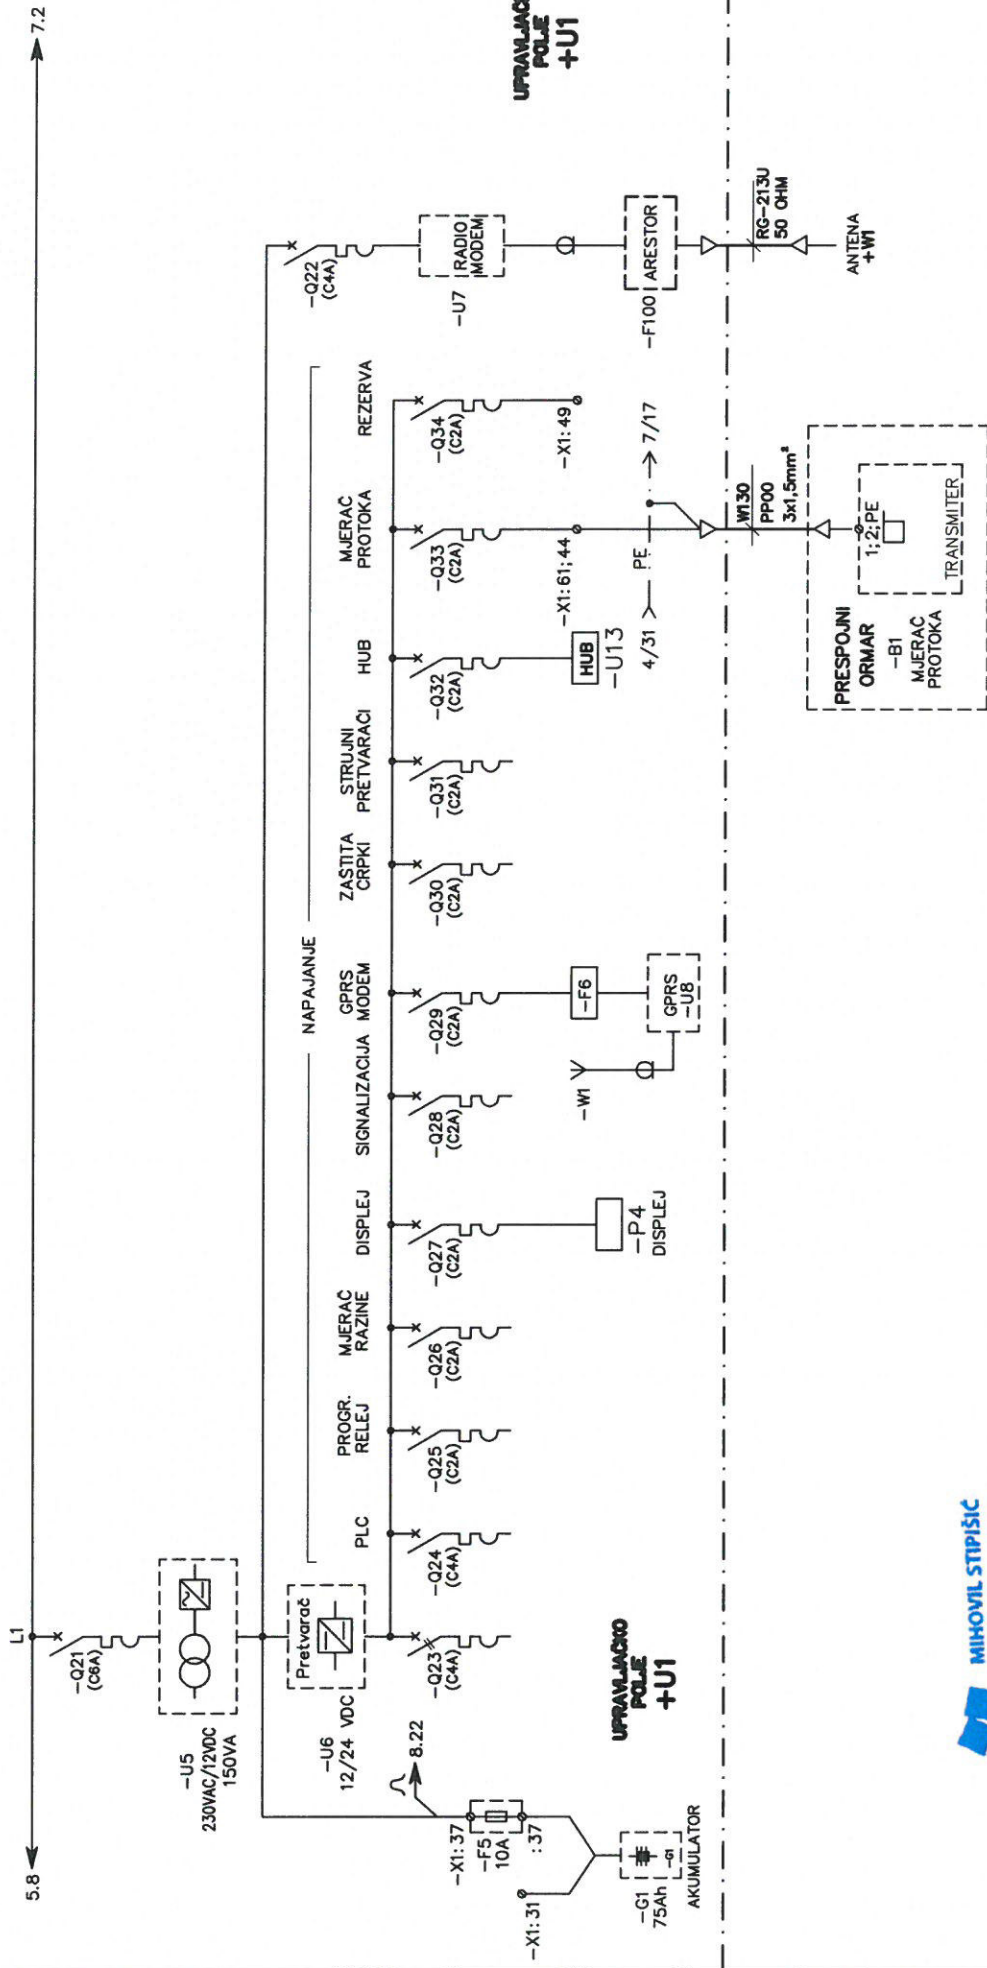 5.8
L1
7.2
-Q21
(C6A)
-U5
230VAC/12VDC
150VA
Pretvarač
-U6
12/24 VDC
NAPAJANJE
PLC
PROGR.
RELEJ
MJERAČ
RAZINE
DISPLEJ
SIGNALIZACIJA
GPRS
MODEM
ZAŠTITA
CRPKI
STRUJNI
PRETVARAČI
HUB
MJERAČ
PROTOKA
REZERVA
-Q22
(C4A)
-Q23
(C4A)
-Q24
(C4A)
-Q25
(C2A)
-Q26
(C2A)
-Q27
(C2A)
-Q28
(C2A)
-Q29
(C2A)
-Q30
(C2A)
-Q31
(C2A)
-Q32
(C2A)
-Q33
(C2A)
-Q34
(C2A)
RADIO
MODEM
-U7
8.22
-X1:37
-F5
10A
:37
-X1:31
-G1
75Ah
-G1
AKUMULATOR
-P4
DISPLEJ
-W1
-F6
GPRS
-U8
HUB
-U13
-X1:61;44
-X1:49
4/31
PE
7/17
ARESTOR
-F100
UPRAVLJAČKO
POLJE
+U1
UPRAVLJAČKO
POLJE
+U1
W130
PP00
3x1,5mm²
RG-213U
50 OHM
ANTENA
+W1
PRESPOJNI
ORMAR
-B1
MJERAČ
PROTOKA
1;2;PE
TRANSMITER
MIHOVIL STIPIŠIĆ